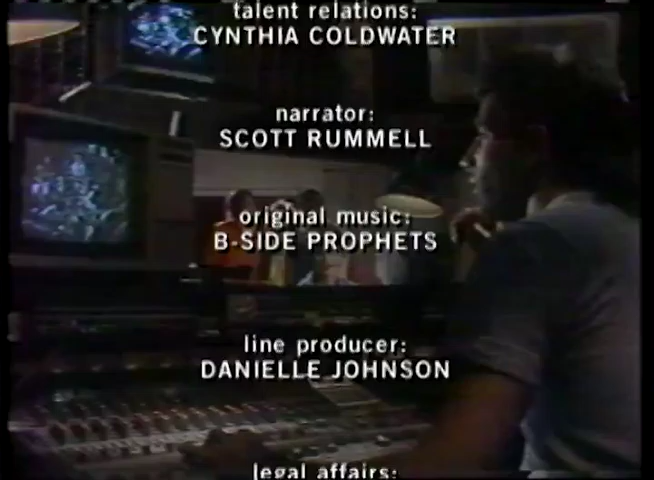 talent relations:
CYNTHIA COLDWATER
narrator:
SCOTT RUMMELL
original music:
B-SIDE PROPHETS
line producer:
DANIELLE JOHNSON
legal affairs: